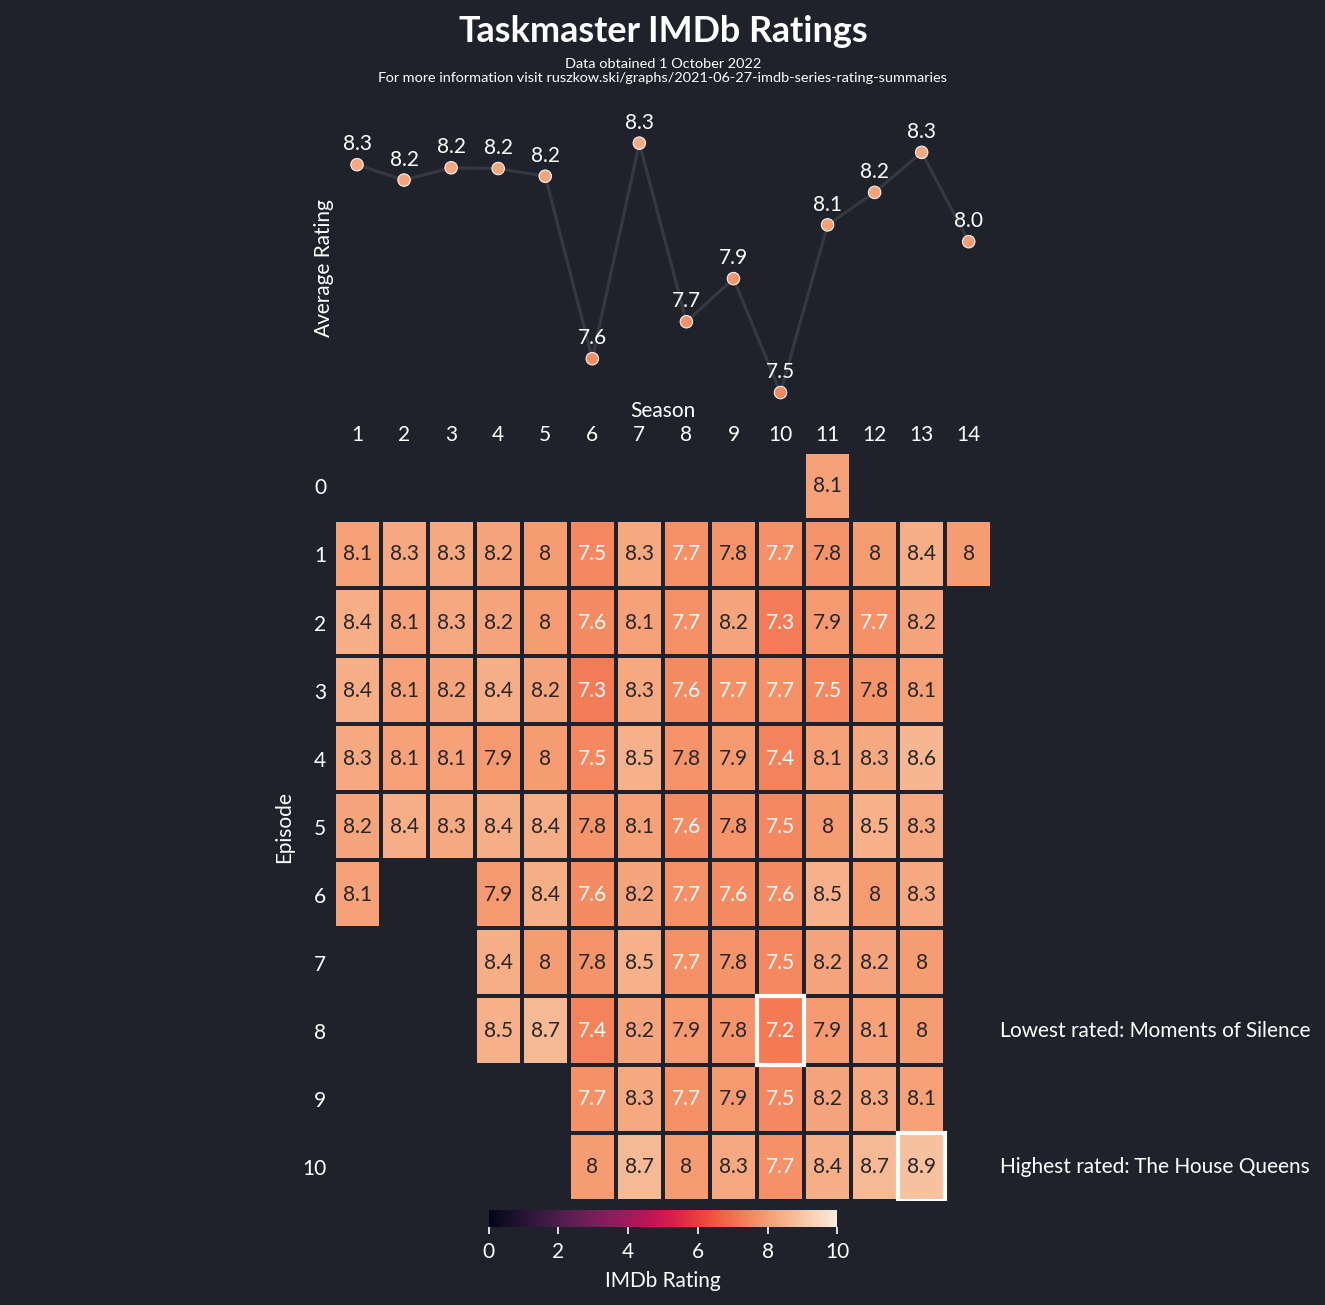 Taskmaster IMDb Ratings
Data obtained 1 October 2022
For more information visit ruszkow.ski/graphs/2021-06-27-imdb-series-rating-summaries
8.3 8.2 8.2 8.2 8.2 7.6 8.3 7.7 7.9 7.5 8.1 8.2 8.3 8.0
Average Rating
Season
1 2 3 4 5 6 7 8 9 10 11 12 13 14
0 8.1
1 8.1 8.3 8.3 8.2 8 7.5 8.3 7.7 7.8 7.7 7.8 8 8.4 8
2 8.4 8.1 8.3 8.2 8 7.6 8.1 7.7 8.2 7.3 7.9 7.7 8.2
3 8.4 8.1 8.2 8.4 8.2 7.3 8.3 7.6 7.7 7.7 7.5 7.8 8.1
4 8.3 8.1 8.1 7.9 8 7.5 8.5 7.8 7.9 7.4 8.1 8.3 8.6
Episode
5 8.2 8.4 8.3 8.4 8.4 7.8 8.1 7.6 7.8 7.5 8 8.5 8.3
6 8.1 7.9 8.4 7.6 8.2 7.7 7.6 7.6 8.5 8 8.3
7 8.4 8 7.8 8.5 7.7 7.8 7.5 8.2 8.2 8
8 8.5 8.7 7.4 8.2 7.9 7.8 7.2 7.9 8.1 8 Lowest rated: Moments of Silence
9 7.7 8.3 7.7 7.9 7.5 8.2 8.3 8.1
10 8 8.7 8 8.3 7.7 8.4 8.7 8.9 Highest rated: The House Queens
0 2 4 6 8 10
IMDb Rating